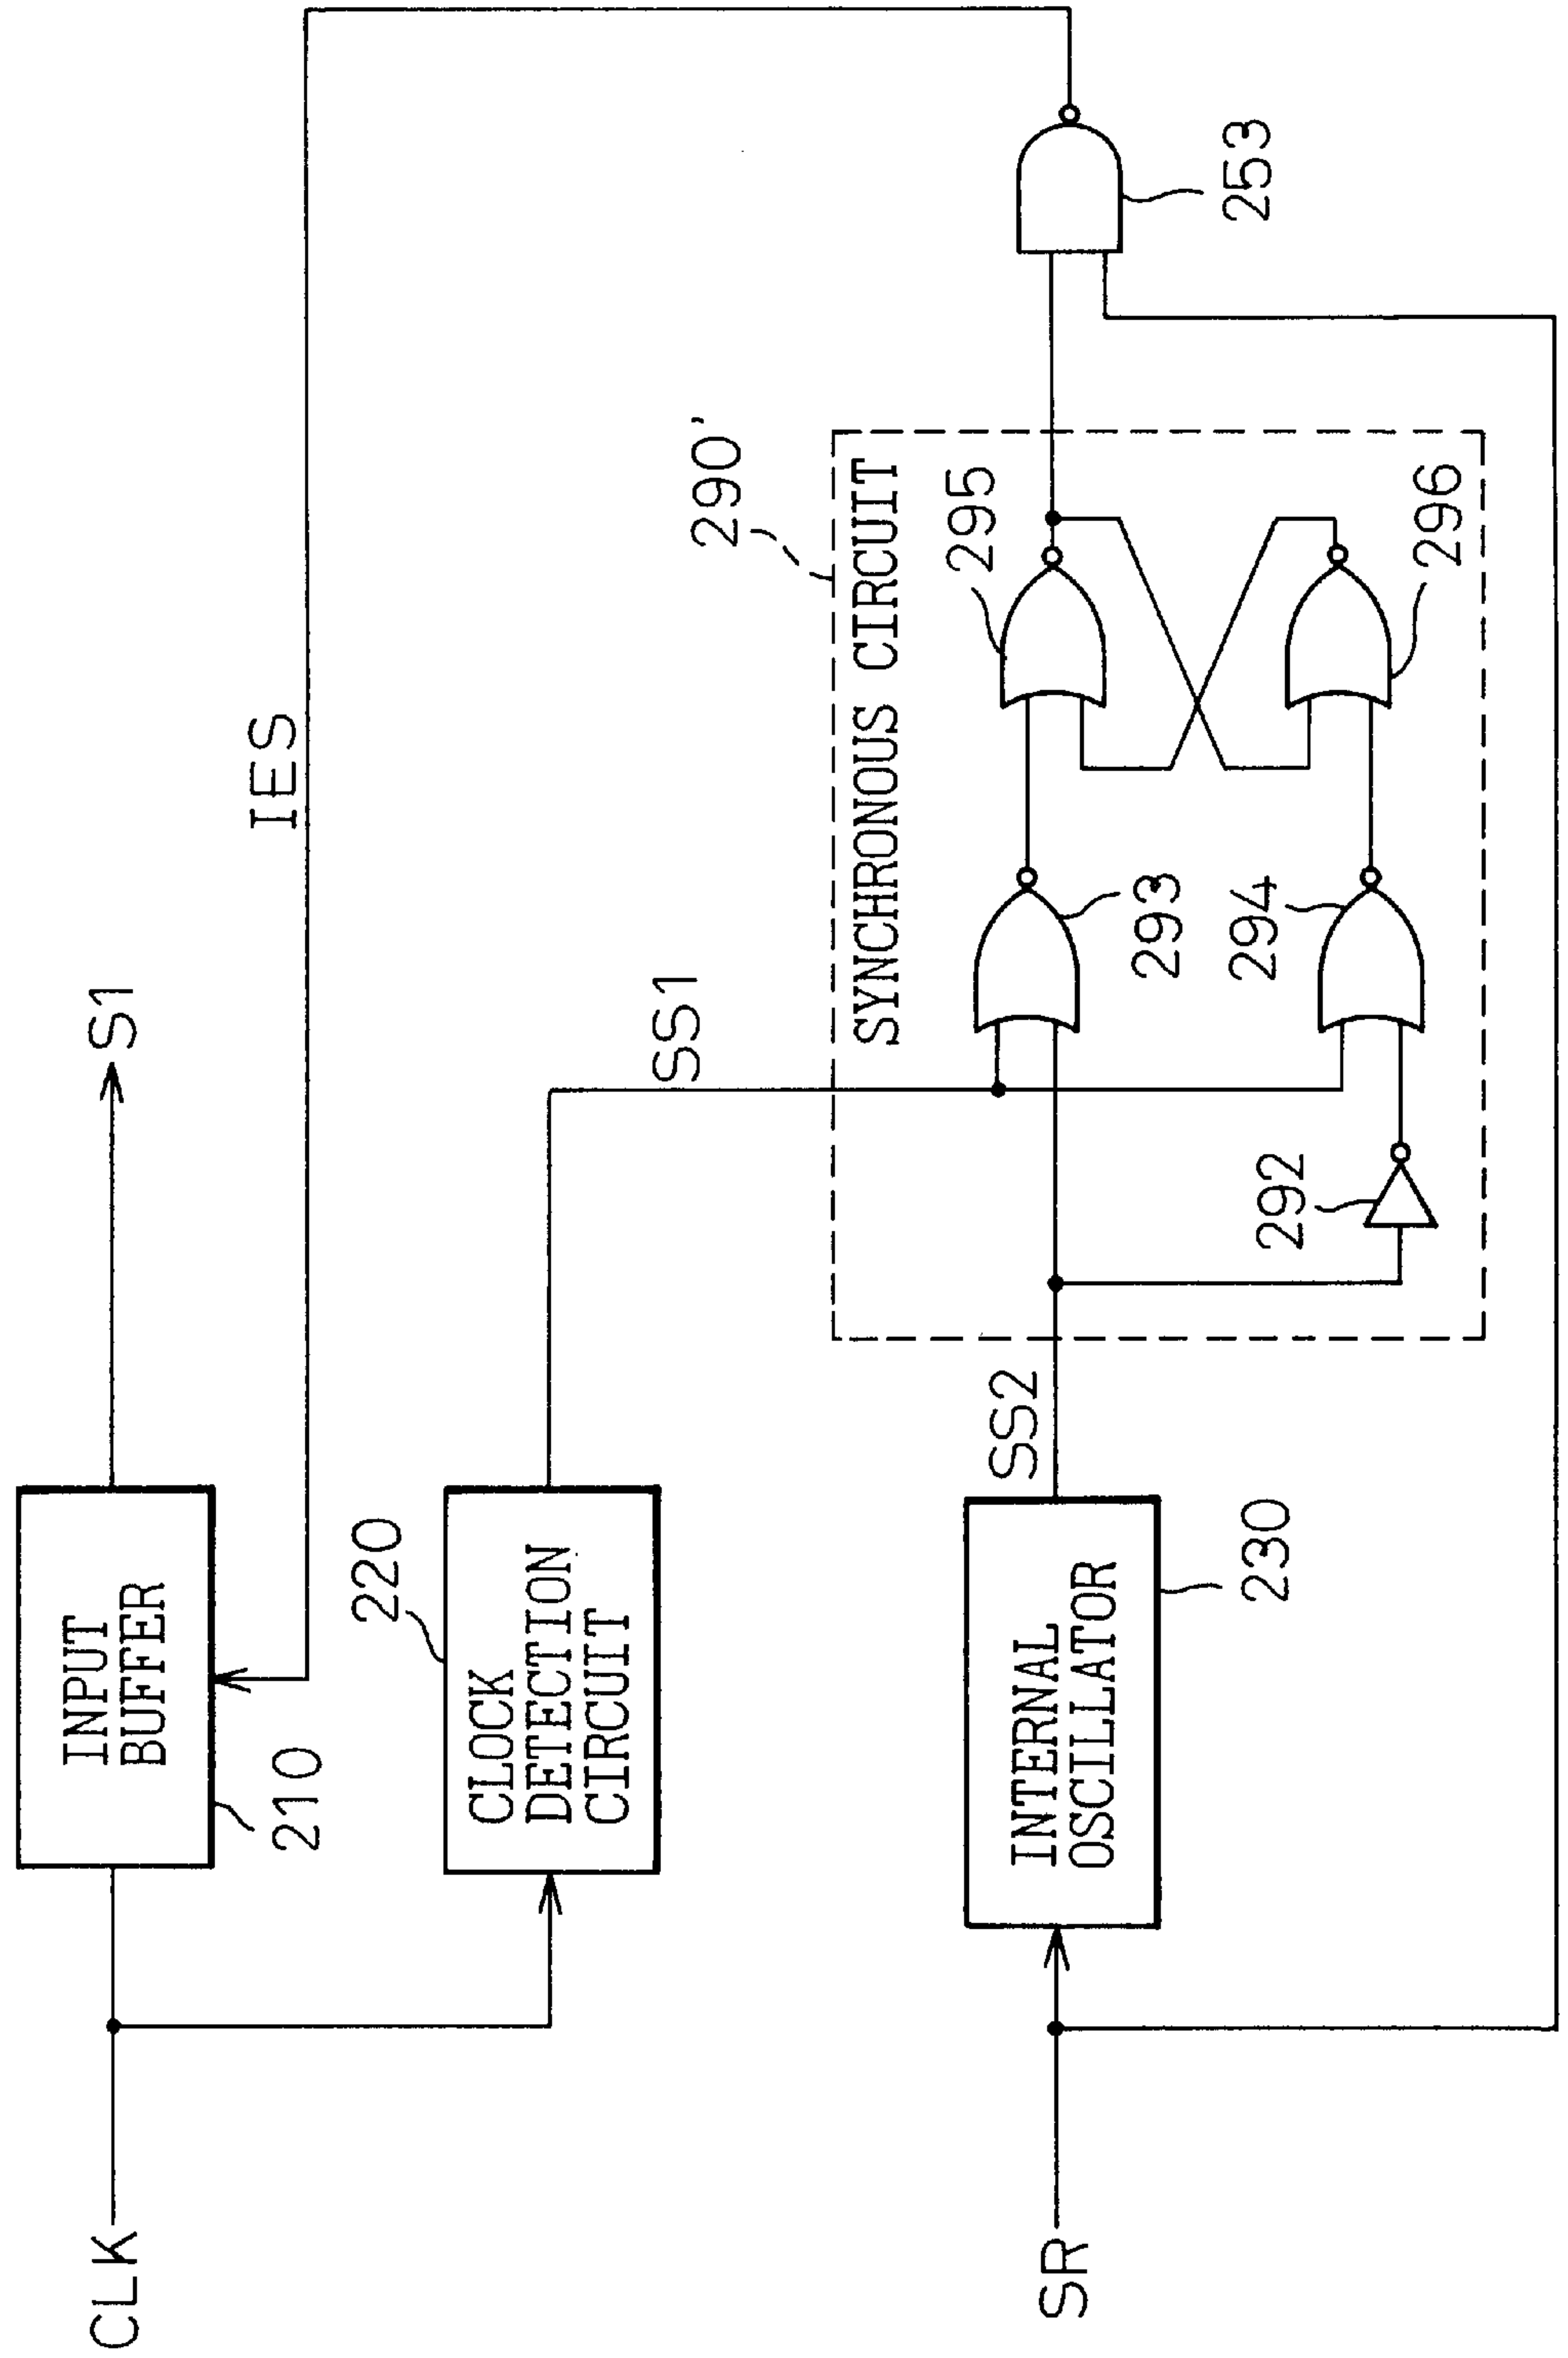 CLK
INPUT
BUFFER
210
S1
IES
CLOCK
DETECTION
CIRCUIT
220
SS1
SR
INTERNAL
OSCILLATOR
230
SS2
290'
SYNCHRONOUS CIRCUIT
292
293
294
295
296
253